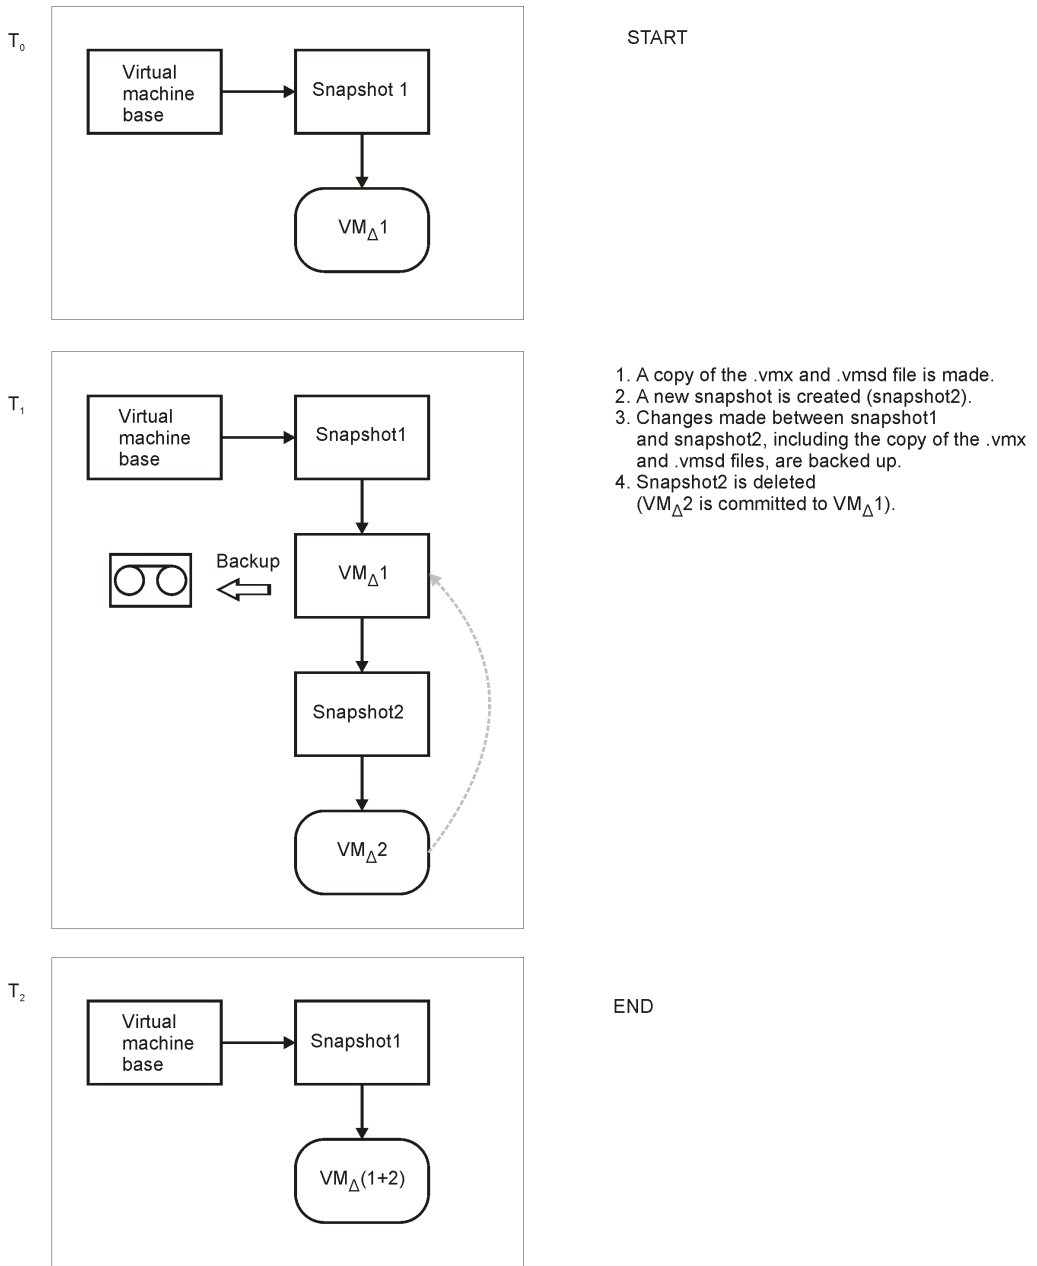 T0
START
Virtual
machine
base
Snapshot 1
VMΔ1
T1
1. A copy of the .vmx and .vmsd file is made.
2. A new snapshot is created (snapshot2).
3. Changes made between snapshot1
and snapshot2, including the copy of the .vmx
and .vmsd files, are backed up.
4. Snapshot2 is deleted
(VMΔ2 is committed to VMΔ1).
Virtual
machine
base
Snapshot1
Backup
VMΔ1
Snapshot2
VMΔ2
T2
END
Virtual
machine
base
Snapshot1
VMΔ(1+2)